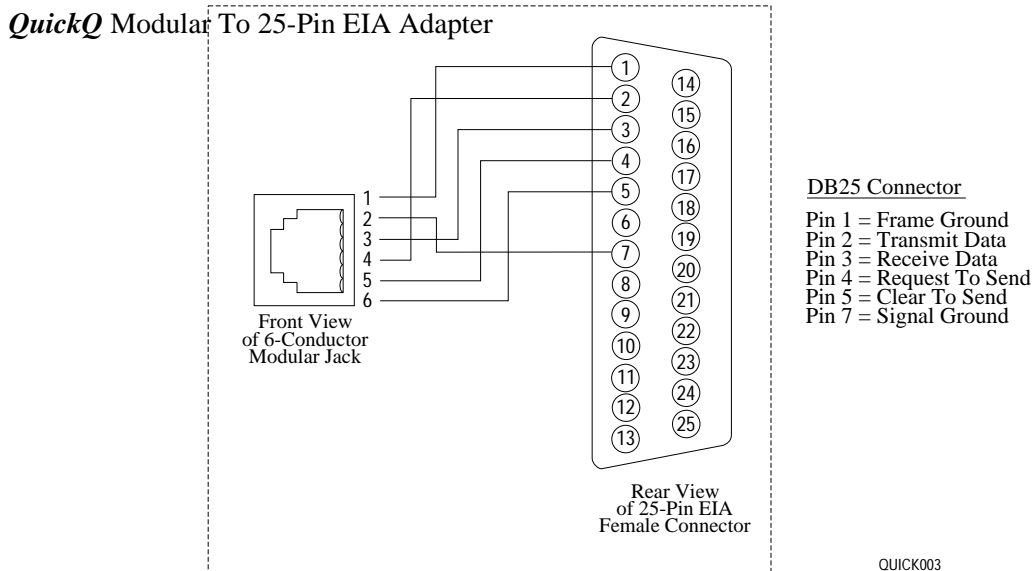 QuickQ Modular To 25-Pin EIA Adapter
1
2
3
4
5
6
Front View
of 6-Conductor
Modular Jack
1
2
3
4
5
6
7
8
9
10
11
12
13
14
15
16
17
18
19
20
21
22
23
24
25
Rear View
of 25-Pin EIA
Female Connector
DB25 Connector
Pin 1 = Frame Ground
Pin 2 = Transmit Data
Pin 3 = Receive Data
Pin 4 = Request To Send
Pin 5 = Clear To Send
Pin 7 = Signal Ground
QUICK003